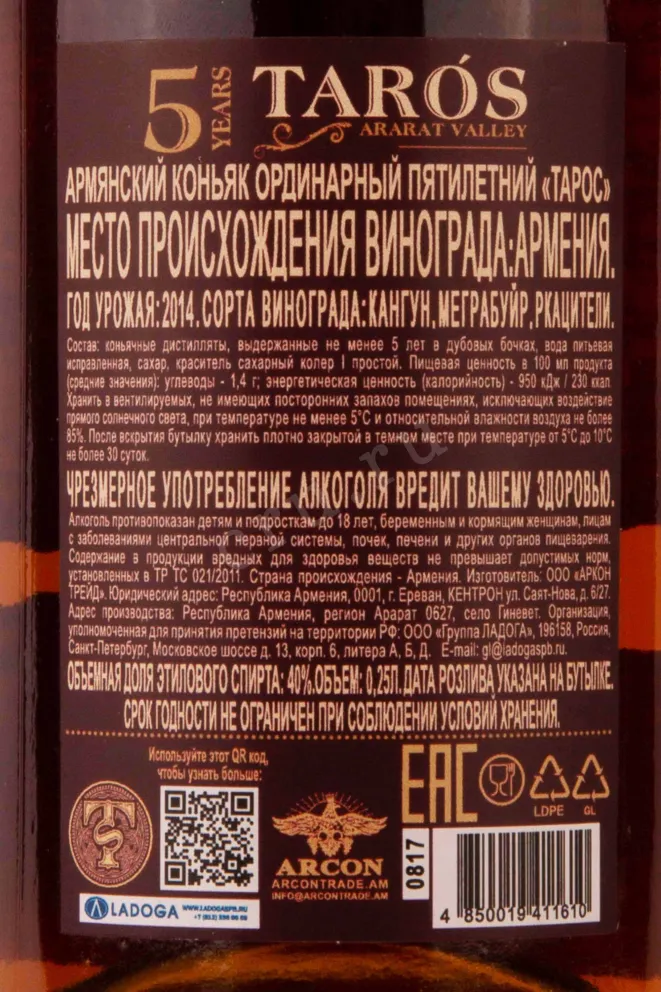 5 YEARS TARÓS
ARARAT VALLEY
АРМЯНСКИЙ КОНЬЯК ОРДИНАРНЫЙ ПЯТИЛЕТНИЙ «ТАРОС»
МЕСТО ПРОИСХОЖДЕНИЯ ВИНОГРАДА:АРМЕНИЯ.
ГОД УРОЖАЯ: 2014. СОРТА ВИНОГРАДА: КАНГУН, МЕГРАБУЙР, РКАЦИТЕЛИ.
Состав: коньячные дистилляты, выдержанные не менее 5 лет в дубовых бочках, вода питьевая
исправленная, сахар, краситель сахарный колер I простой. Пищевая ценность в 100 мл продукта
(средние значения): углеводы - 1,4 г; энергетическая ценность (калорийность) - 950 кДж / 230 ккал.
Хранить в вентилируемых, не имеющих посторонних запахов помещениях, исключающих воздействие
прямого солнечного света, при температуре не менее 5°С и относительной влажности воздуха не более
85%. После вскрытия бутылку хранить плотно закрытой в темном месте при температуре от 5°С до 10°С
не более 30 суток.
ЧРЕЗМЕРНОЕ УПОТРЕБЛЕНИЕ АЛКОГОЛЯ ВРЕДИТ ВАШЕМУ ЗДОРОВЬЮ.
Алкоголь противопоказан детям и подросткам до 18 лет, беременным и кормящим женщинам, лицам
с заболеваниями центральной нервной системы, почек, печени и других органов пищеварения.
Содержание в продукции вредных для здоровья веществ не превышает допустимых норм,
установленных в ТР ТС 021/2011. Страна происхождения - Армения. Изготовитель: ООО «АРКОН
ТРЕЙД». Юридический адрес: Республика Армения, 0001, г. Ереван, КЕНТРОН ул. Саят-Нова, д. 6/27.
Адрес производства: Республика Армения, регион Арарат 0627, село Гиневет. Организация,
уполномоченная для принятия претензий на территории РФ: ООО «Группа ЛАДОГА», 196158, Россия,
Санкт-Петербург, Московское шоссе д. 13, корп. 6, литера А, Б, Д. E-mail: gl@ladogaspb.ru.
ОБЪЕМНАЯ ДОЛЯ ЭТИЛОВОГО СПИРТА: 40%.ОБЪЕМ: 0,25Л.ДАТА РОЗЛИВА УКАЗАНА НА БУТЫЛКЕ.
СРОК ГОДНОСТИ НЕ ОГРАНИЧЕН ПРИ СОБЛЮДЕНИИ УСЛОВИЙ ХРАНЕНИЯ.
Используйте этот QR код,
чтобы узнать больше:
EAC
LDPE GL
ARCON
ARCONTRADE.AM
INFO@ARCONTRADE.AM
LADOGA
WWW.LADOGASPB.RU
0817
4 850019 411610
cru.ru